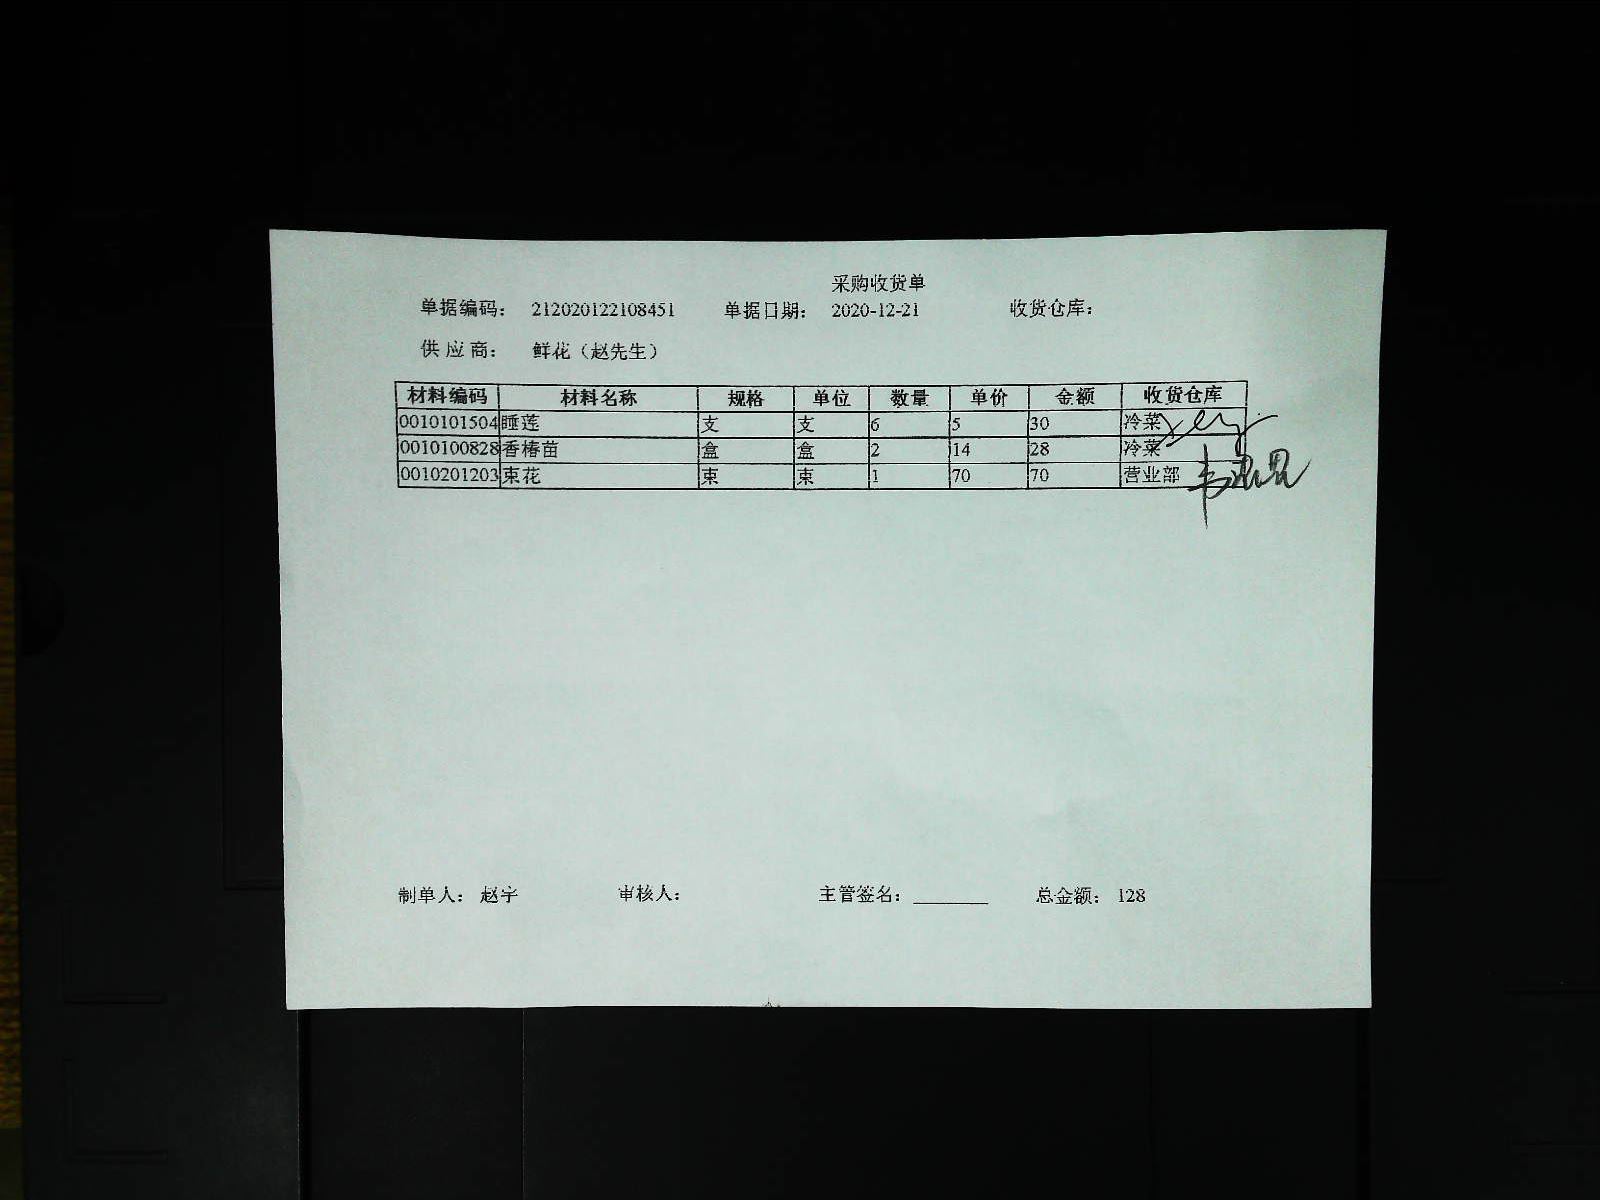 采购收货单
单据编码： 212020122108451 单据日期： 2020-12-21 收货仓库：
供 应 商： 鲜花（赵先生）
材料编码 材料名称 规格 单位 数量 单价 金额 收货仓库
0010101504 睡莲 支 支 6 5 30 冷菜
0010100828 香椿苗 盒 盒 2 14 28 冷菜
0010201203 束花 束 束 1 70 70 营业部
制单人： 赵宇 审核人： 主管签名：________ 总金额： 128